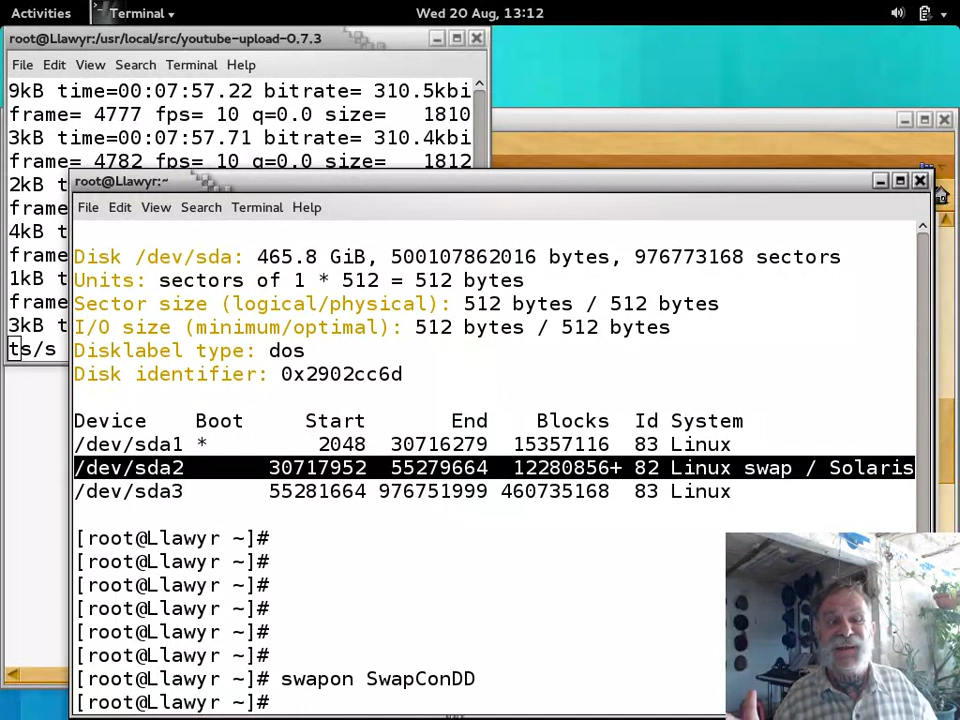 Activities Terminal Wed 20 Aug, 13:12
root@Llawyr:/usr/local/src/youtube-upload-0.7.3
File Edit View Search Terminal Help
9kB time=00:07:57.22 bitrate= 310.5kbi
frame= 4777 fps= 10 q=0.0 size=    1810
3kB time=00:07:57.71 bitrate= 310.4kbi
frame= 4782 fps= 10 q=0.0 size=    1812
2kB t
frame
4kB t
frame
1kB t
frame
3kB t
ts/s
root@Llawyr:~
File Edit View Search Terminal Help
Disk /dev/sda: 465.8 GiB, 500107862016 bytes, 976773168 sectors
Units: sectors of 1 * 512 = 512 bytes
Sector size (logical/physical): 512 bytes / 512 bytes
I/O size (minimum/optimal): 512 bytes / 512 bytes
Disklabel type: dos
Disk identifier: 0x2902cc6d
Device    Boot     Start       End    Blocks  Id System
/dev/sda1 *         2048  30716279  15357116  83 Linux
/dev/sda2       30717952  55279664  12280856+ 82 Linux swap / Solaris
/dev/sda3       55281664 976751999 460735168  83 Linux
[root@Llawyr ~]#
[root@Llawyr ~]#
[root@Llawyr ~]#
[root@Llawyr ~]#
[root@Llawyr ~]#
[root@Llawyr ~]#
[root@Llawyr ~]# swapon SwapConDD
[root@Llawyr ~]#